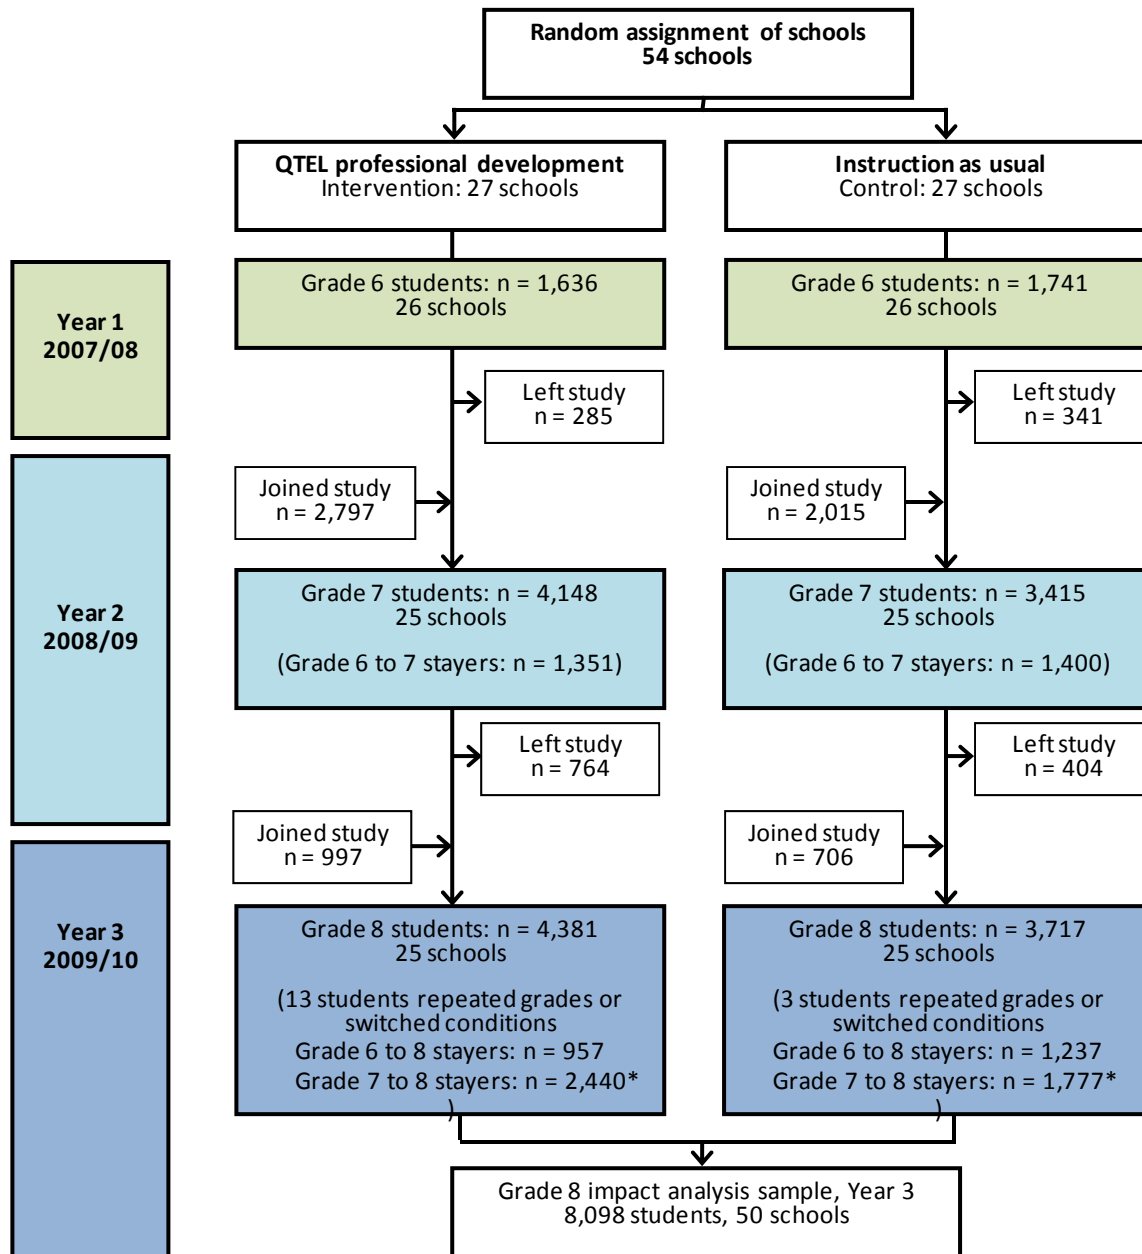 Random assignment of schools
54 schools
QTEL professional development
Intervention: 27 schools
Instruction as usual
Control: 27 schools
Year 1
2007/08
Grade 6 students: n = 1,636
26 schools
Grade 6 students: n = 1,741
26 schools
Left study
n = 285
Left study
n = 341
Joined study
n = 2,797
Joined study
n = 2,015
Year 2
2008/09
Grade 7 students: n = 4,148
25 schools
(Grade 6 to 7 stayers: n = 1,351)
Grade 7 students: n = 3,415
25 schools
(Grade 6 to 7 stayers: n = 1,400)
Left study
n = 764
Left study
n = 404
Joined study
n = 997
Joined study
n = 706
Year 3
2009/10
Grade 8 students: n = 4,381
25 schools
(13 students repeated grades or
switched conditions
Grade 6 to 8 stayers: n = 957
Grade 7 to 8 stayers: n = 2,440*
)
Grade 8 students: n = 3,717
25 schools
(3 students repeated grades or
switched conditions
Grade 6 to 8 stayers: n = 1,237
Grade 7 to 8 stayers: n = 1,777*
)
Grade 8 impact analysis sample, Year 3
8,098 students, 50 schools